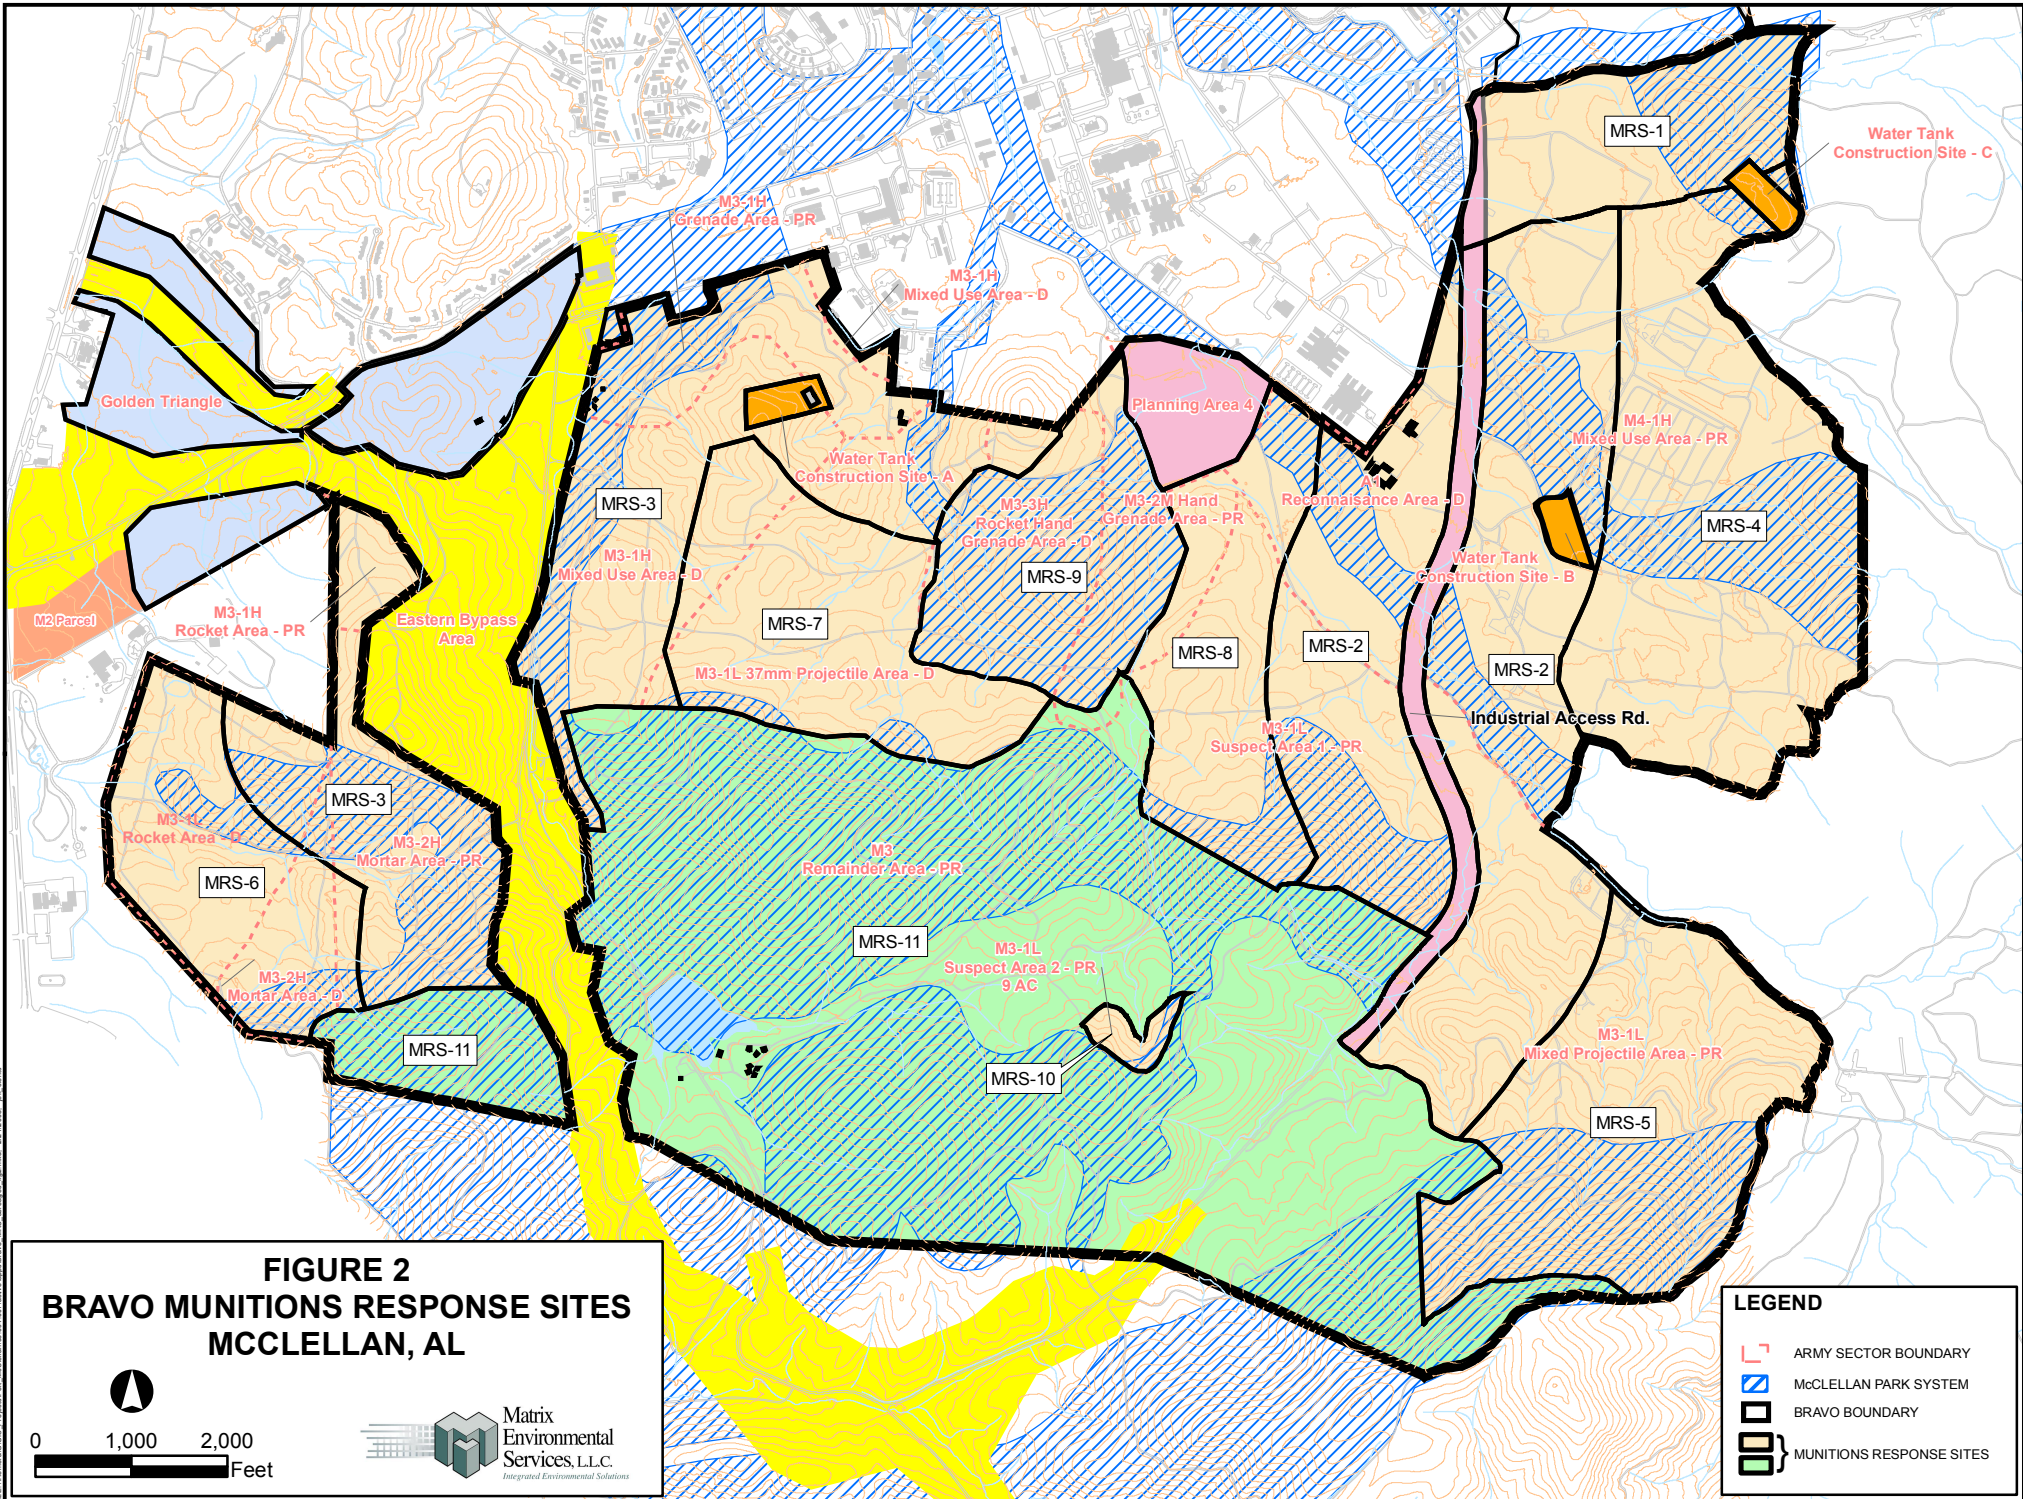 MRS-1
Water Tank
Construction Site - C
M3-1H
Grenade Area - PR
M3-1H
Mixed Use Area - D
Golden Triangle
Planning Area 4
M4-1H
Mixed Use Area - PR
Water Tank
Construction Site - A
MRS-3
M3-3H
Rocket Hand
Grenade Area - D
M3-2M Hand
Grenade Area - PR
A1
Reconnaisance Area - D
MRS-4
M3-1H
Mixed Use Area - D
MRS-9
Water Tank
Construction Site - B
M2 Parcel
M3-1H
Rocket Area - PR
Eastern Bypass
Area
MRS-7
MRS-8
MRS-2
MRS-2
M3-1L 37mm Projectile Area - D
Industrial Access Rd.
M3-1L
Suspect Area 1 - PR
MRS-3
M3-1L
Rocket Area - D
M3-2H
Mortar Area - PR
M3
Remainder Area - PR
MRS-6
MRS-11
M3-1L
Suspect Area 2 - PR
9 AC
M3-2H
Mortar Area - D
MRS-11
MRS-10
M3-1L
Mixed Projectile Area - PR
MRS-5
FIGURE 2
BRAVO MUNITIONS RESPONSE SITES
MCCLELLAN, AL
0 1,000 2,000
Feet
Matrix
Environmental
Services, L.L.C.
Integrated Environmental Solutions
LEGEND
ARMY SECTOR BOUNDARY
McCLELLAN PARK SYSTEM
BRAVO BOUNDARY
MUNITIONS RESPONSE SITES